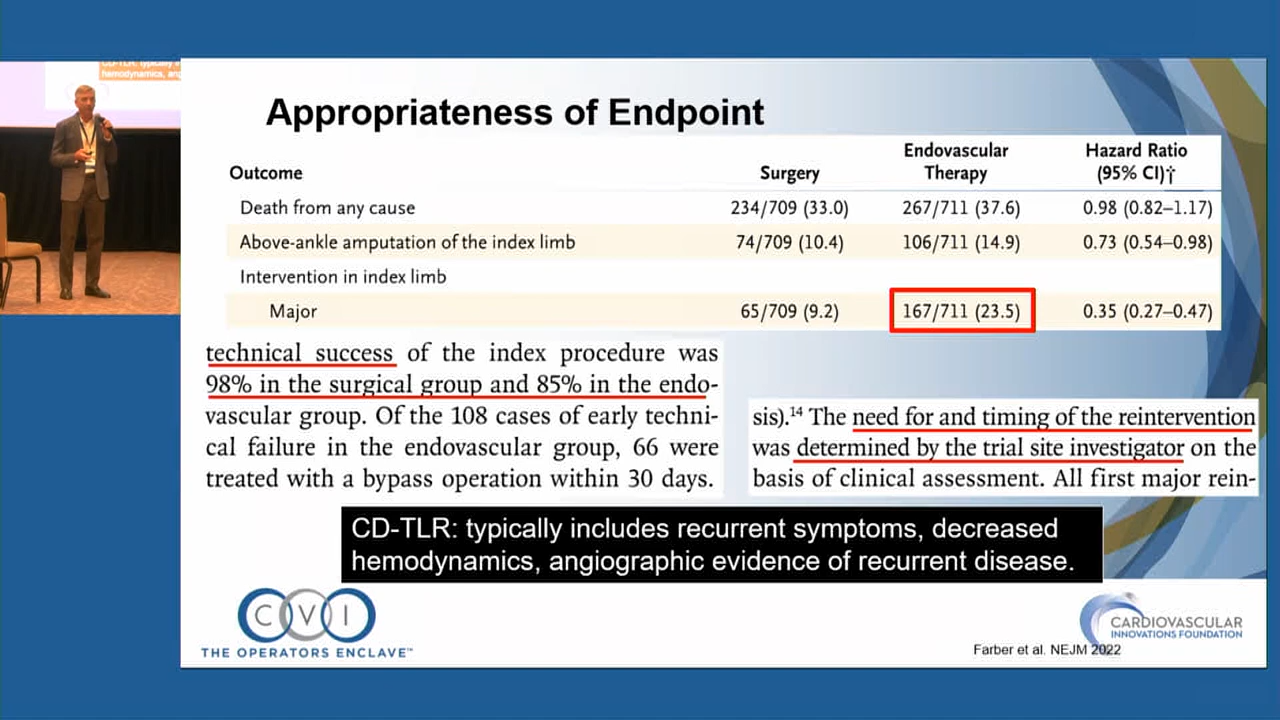 CD-TLR: typically
hemodynamics, ang
Appropriateness of Endpoint
Outcome Surgery Endovascular Therapy Hazard Ratio (95% CI)†
Death from any cause 234/709 (33.0) 267/711 (37.6) 0.98 (0.82–1.17)
Above-ankle amputation of the index limb 74/709 (10.4) 106/711 (14.9) 0.73 (0.54–0.98)
Intervention in index limb
Major 65/709 (9.2) 167/711 (23.5) 0.35 (0.27–0.47)
technical success of the index procedure was
98% in the surgical group and 85% in the endo-
vascular group. Of the 108 cases of early techni-
cal failure in the endovascular group, 66 were
treated with a bypass operation within 30 days.
sis).14 The need for and timing of the reintervention
was determined by the trial site investigator on the
basis of clinical assessment. All first major rein-
CD-TLR: typically includes recurrent symptoms, decreased
hemodynamics, angiographic evidence of recurrent disease.
CVI
THE OPERATORS ENCLAVE™
CARDIOVASCULAR
INNOVATIONS FOUNDATION
Farber et al. NEJM 2022